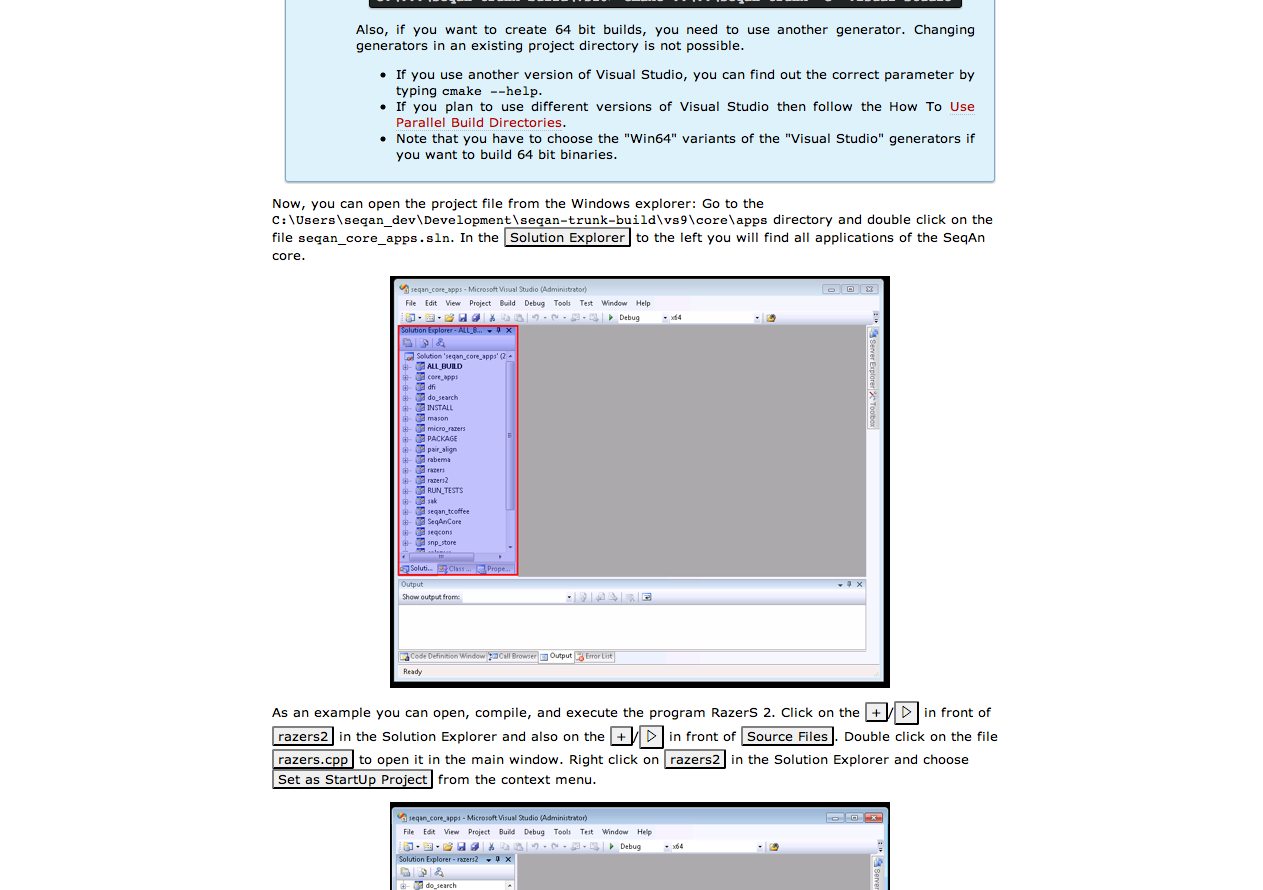 Also, if you want to create 64 bit builds, you need to use another generator. Changing
generators in an existing project directory is not possible.
• If you use another version of Visual Studio, you can find out the correct parameter by
typing cmake --help.
• If you plan to use different versions of Visual Studio then follow the How To Use
Parallel Build Directories.
• Note that you have to choose the "Win64" variants of the "Visual Studio" generators if
you want to build 64 bit binaries.
Now, you can open the project file from the Windows explorer: Go to the
C:\Users\seqan_dev\Development\seqan-trunk-build\vs9\core\apps directory and double click on the
file seqan_core_apps.sln. In the Solution Explorer to the left you will find all applications of the SeqAn
core.
seqan_core_apps - Microsoft Visual Studio (Administrator)
File Edit View Project Build Debug Tools Test Window Help
Debug x64
Solution Explorer - ALL_B...
Solution 'seqan_core_apps' (2
ALL_BUILD
core_apps
dfi
do_search
INSTALL
mason
micro_razers
PACKAGE
pair_align
rabema
razers
razers2
RUN_TESTS
sak
seqan_tcoffee
SeqAnCore
seqcons
snp_store
Soluti... Class ... Prope...
Server Explorer
Toolbox
Output
Show output from:
Code Definition Window Call Browser Output Error List
Ready
As an example you can open, compile, and execute the program RazerS 2. Click on the +/▷ in front of
razers2 in the Solution Explorer and also on the +/▷ in front of Source Files. Double click on the file
razers.cpp to open it in the main window. Right click on razers2 in the Solution Explorer and choose
Set as StartUp Project from the context menu.
seqan_core_apps - Microsoft Visual Studio (Administrator)
File Edit View Project Build Debug Tools Test Window Help
Debug x64
Solution Explorer - razers2
do_search